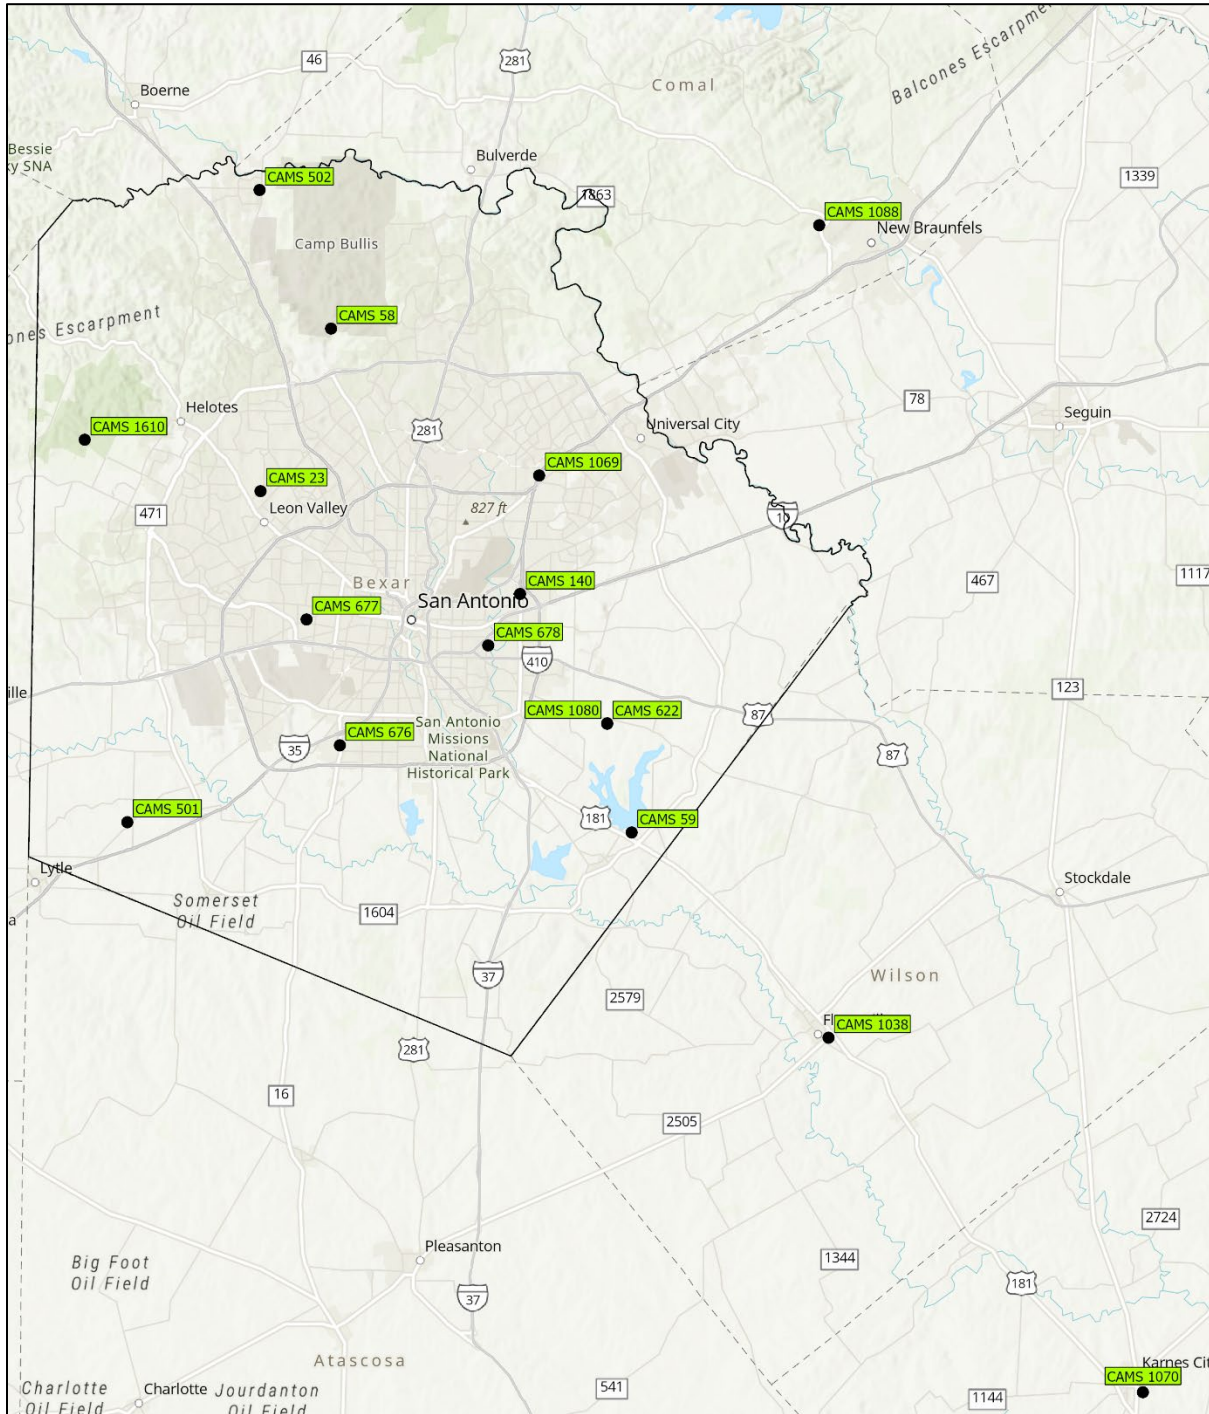 46
281
Comal
Balcones Escarpment
Boerne
Bessie
ky SNA
Bulverde
CAMS 502
1863
1339
CAMS 1088
New Braunfels
Camp Bullis
CAMS 58
ones Escarpment
Helotes
281
78
Seguin
CAMS 1610
Universal City
CAMS 1069
CAMS 23
Leon Valley
827 ft
471
10
Bexar
CAMS 140
467
1117
San Antonio
CAMS 677
CAMS 678
410
ille
123
CAMS 1080
CAMS 622
87
87
San Antonio
Missions
National
Historical Park
CAMS 676
35
CAMS 501
181
CAMS 59
Lytle
Stockdale
Somerset
Oil Field
1604
a
37
Wilson
2579
CAMS 1038
281
16
2505
2724
Pleasanton
Big Foot
Oil Field
1344
181
37
Atascosa
Karnes Cit
CAMS 1070
Charlotte
Oil Field
Charlotte
Jourdanton
Oil Field
541
1144